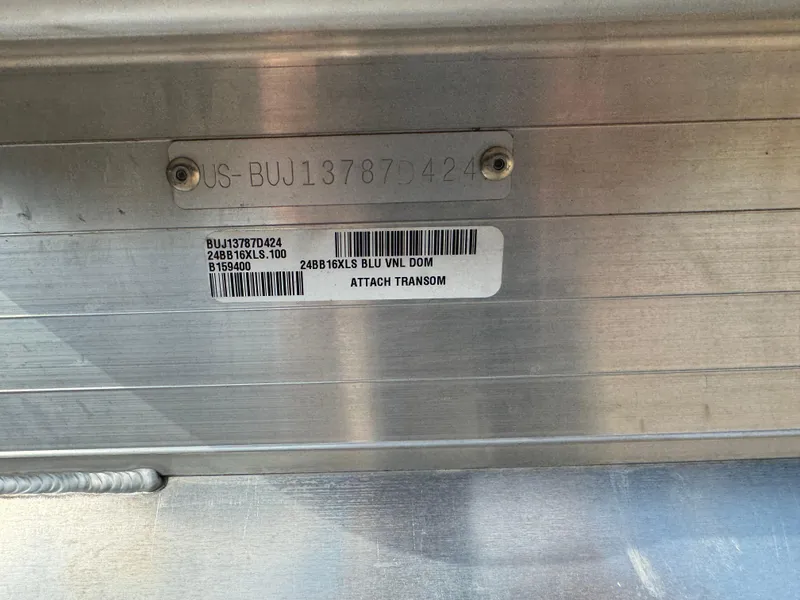 US-BUJ13787D424
BUJ13787D424
24BB16XLS.100
B159400
24BB16XLS BLU VNL DOM
ATTACH TRANSOM